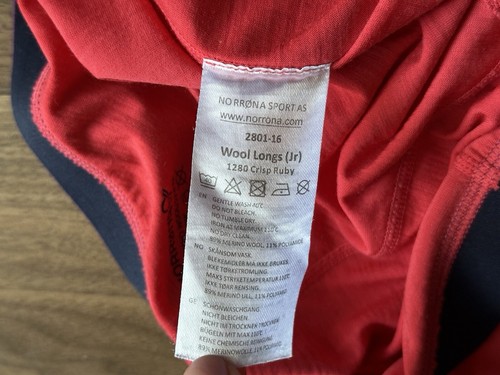 NORRØNA SPORT AS
www.norrona.com
2801-16
Wool Longs (Jr)
1280 Crisp Ruby
EN GENTLE WASH 40°C
DO NOT BLEACH
DO NOT TUMBLE DRY
IRON AT MAXIMUM 110°C
NO DRY CLEAN
89% MERINO WOOL, 11% POLYAMIDE
NO SKÅNSOM VASK
BLEKEMIDLER MÅ IKKE BRUKES
IKKE TØRKETROMLING
MAKS STRYKETEMPERATUR 110°C
IKKE TØRR RENSING
89% MERINO ULL, 11% POLYAMID
GE SCHONWASCHGANG
NICHT BLEICHEN
NICHT IM TROCKNER TROCKNEN
BÜGELN MIT MAX 110°C
KEINE CHEMISCHE REINIGUNG
89% MERINOWOLLE, 11% POLYAMID